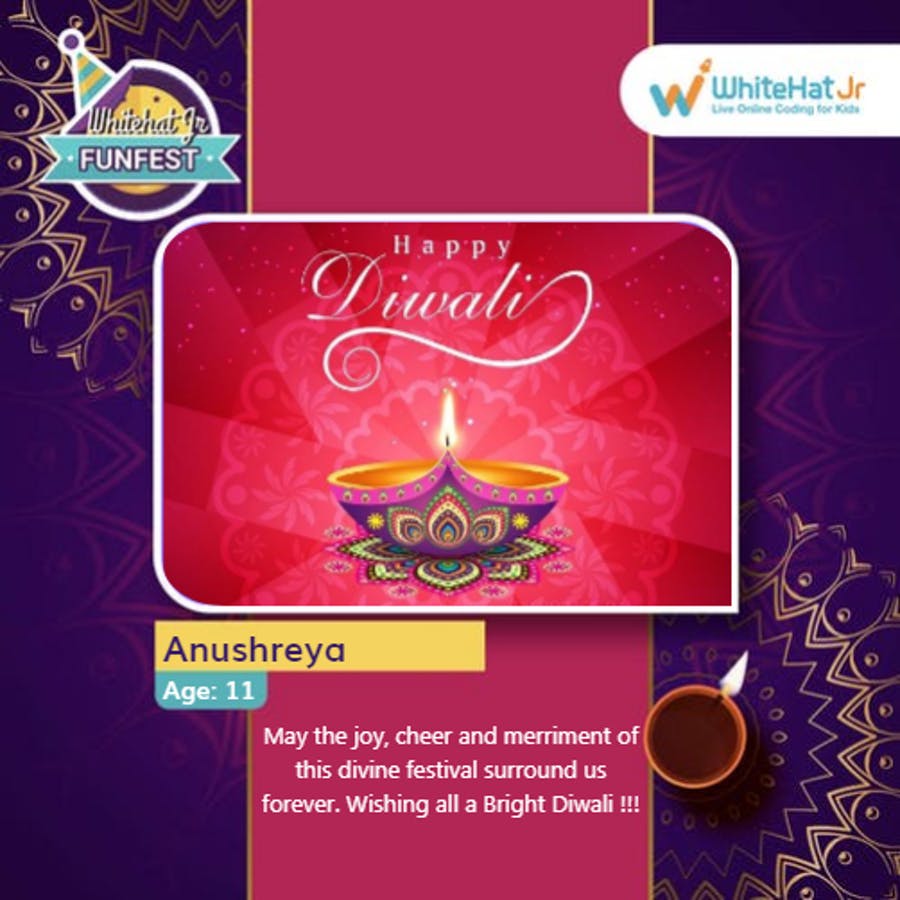 Whitehat Jr
FUNFEST
WhiteHat Jr
Live Online Coding for Kids
Happy
Diwali
Anushreya
Age: 11
May the joy, cheer and merriment of
this divine festival surround us
forever. Wishing all a Bright Diwali !!!